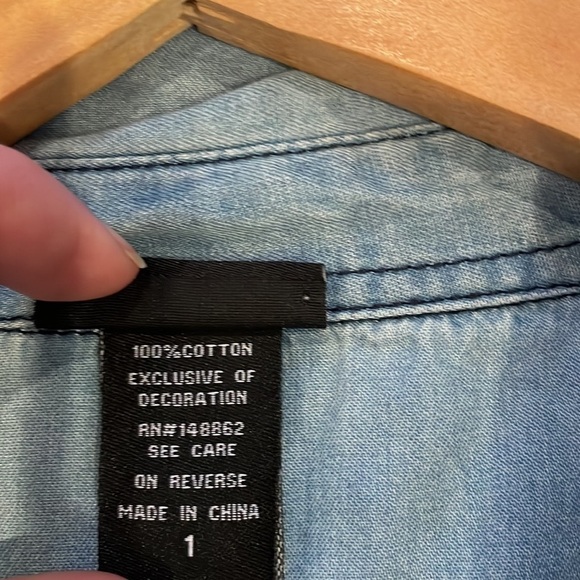 100%COTTON
EXCLUSIVE OF
DECORATION
RN#148862
SEE CARE
ON REVERSE
MADE IN CHINA
1